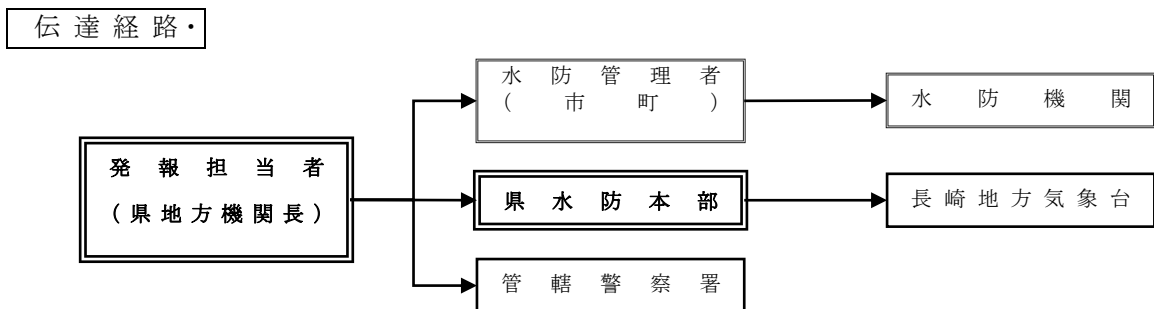 伝達経路・
水防管理者
(市町)
水防機関
発報担当者
(県地方機関長)
県水防本部
長崎地方気象台
管轄警察署